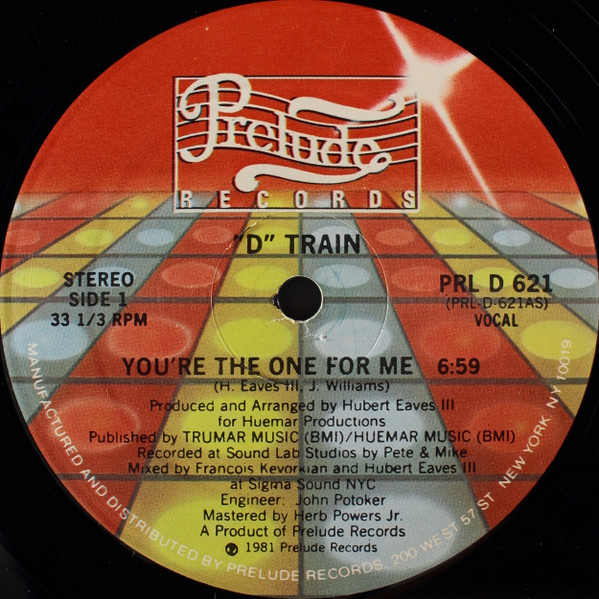 Prelude
RECORDS
"D" TRAIN
STEREO
SIDE 1
33 1/3 RPM
PRL D 621
(PRL-D-621AS)
VOCAL
YOU'RE THE ONE FOR ME 6:59
(H. Eaves III, J. Williams)
Produced and Arranged by Hubert Eaves III
for Huemar Productions
Published by TRUMAR MUSIC (BMI)/HUEMAR MUSIC (BMI)
Recorded at Sound Lab Studios by Pete & Mike
Mixed by Francois Kevorkian and Hubert Eaves III
at Sigma Sound NYC
Engineer: John Potoker
Mastered by Herb Powers Jr.
A Product of Prelude Records
℗ 1981 Prelude Records
MANUFACTURED AND DISTRIBUTED BY PRELUDE RECORDS, 200 WEST 57 ST NEW YORK, NY 10019